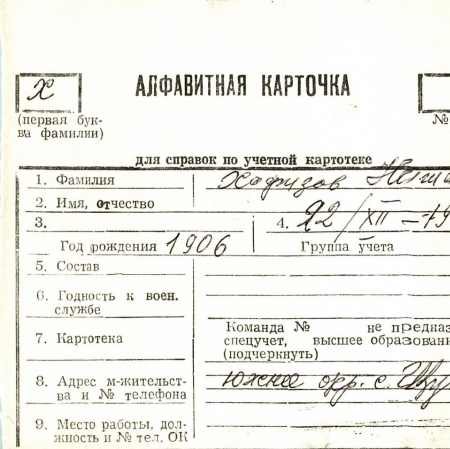 Х
АЛФАВИТНАЯ КАРТОЧКА
(первая бук-
ва фамилии)
№
для справок по учетной картотеке
1. Фамилия Хафизов
2. Имя, отчество
3. 4. 22/XII-19
Год рождения 1906 Группа учета
5. Состав
6. Годность к воен.
службе
Команда № не предназ
7. Картотека спецучет, высшее образовани
(подчеркнуть)
8. Адрес м-жительст-
ва и № телефона
окр. с.
9. Место работы, дол-
жность и № тел. ОК